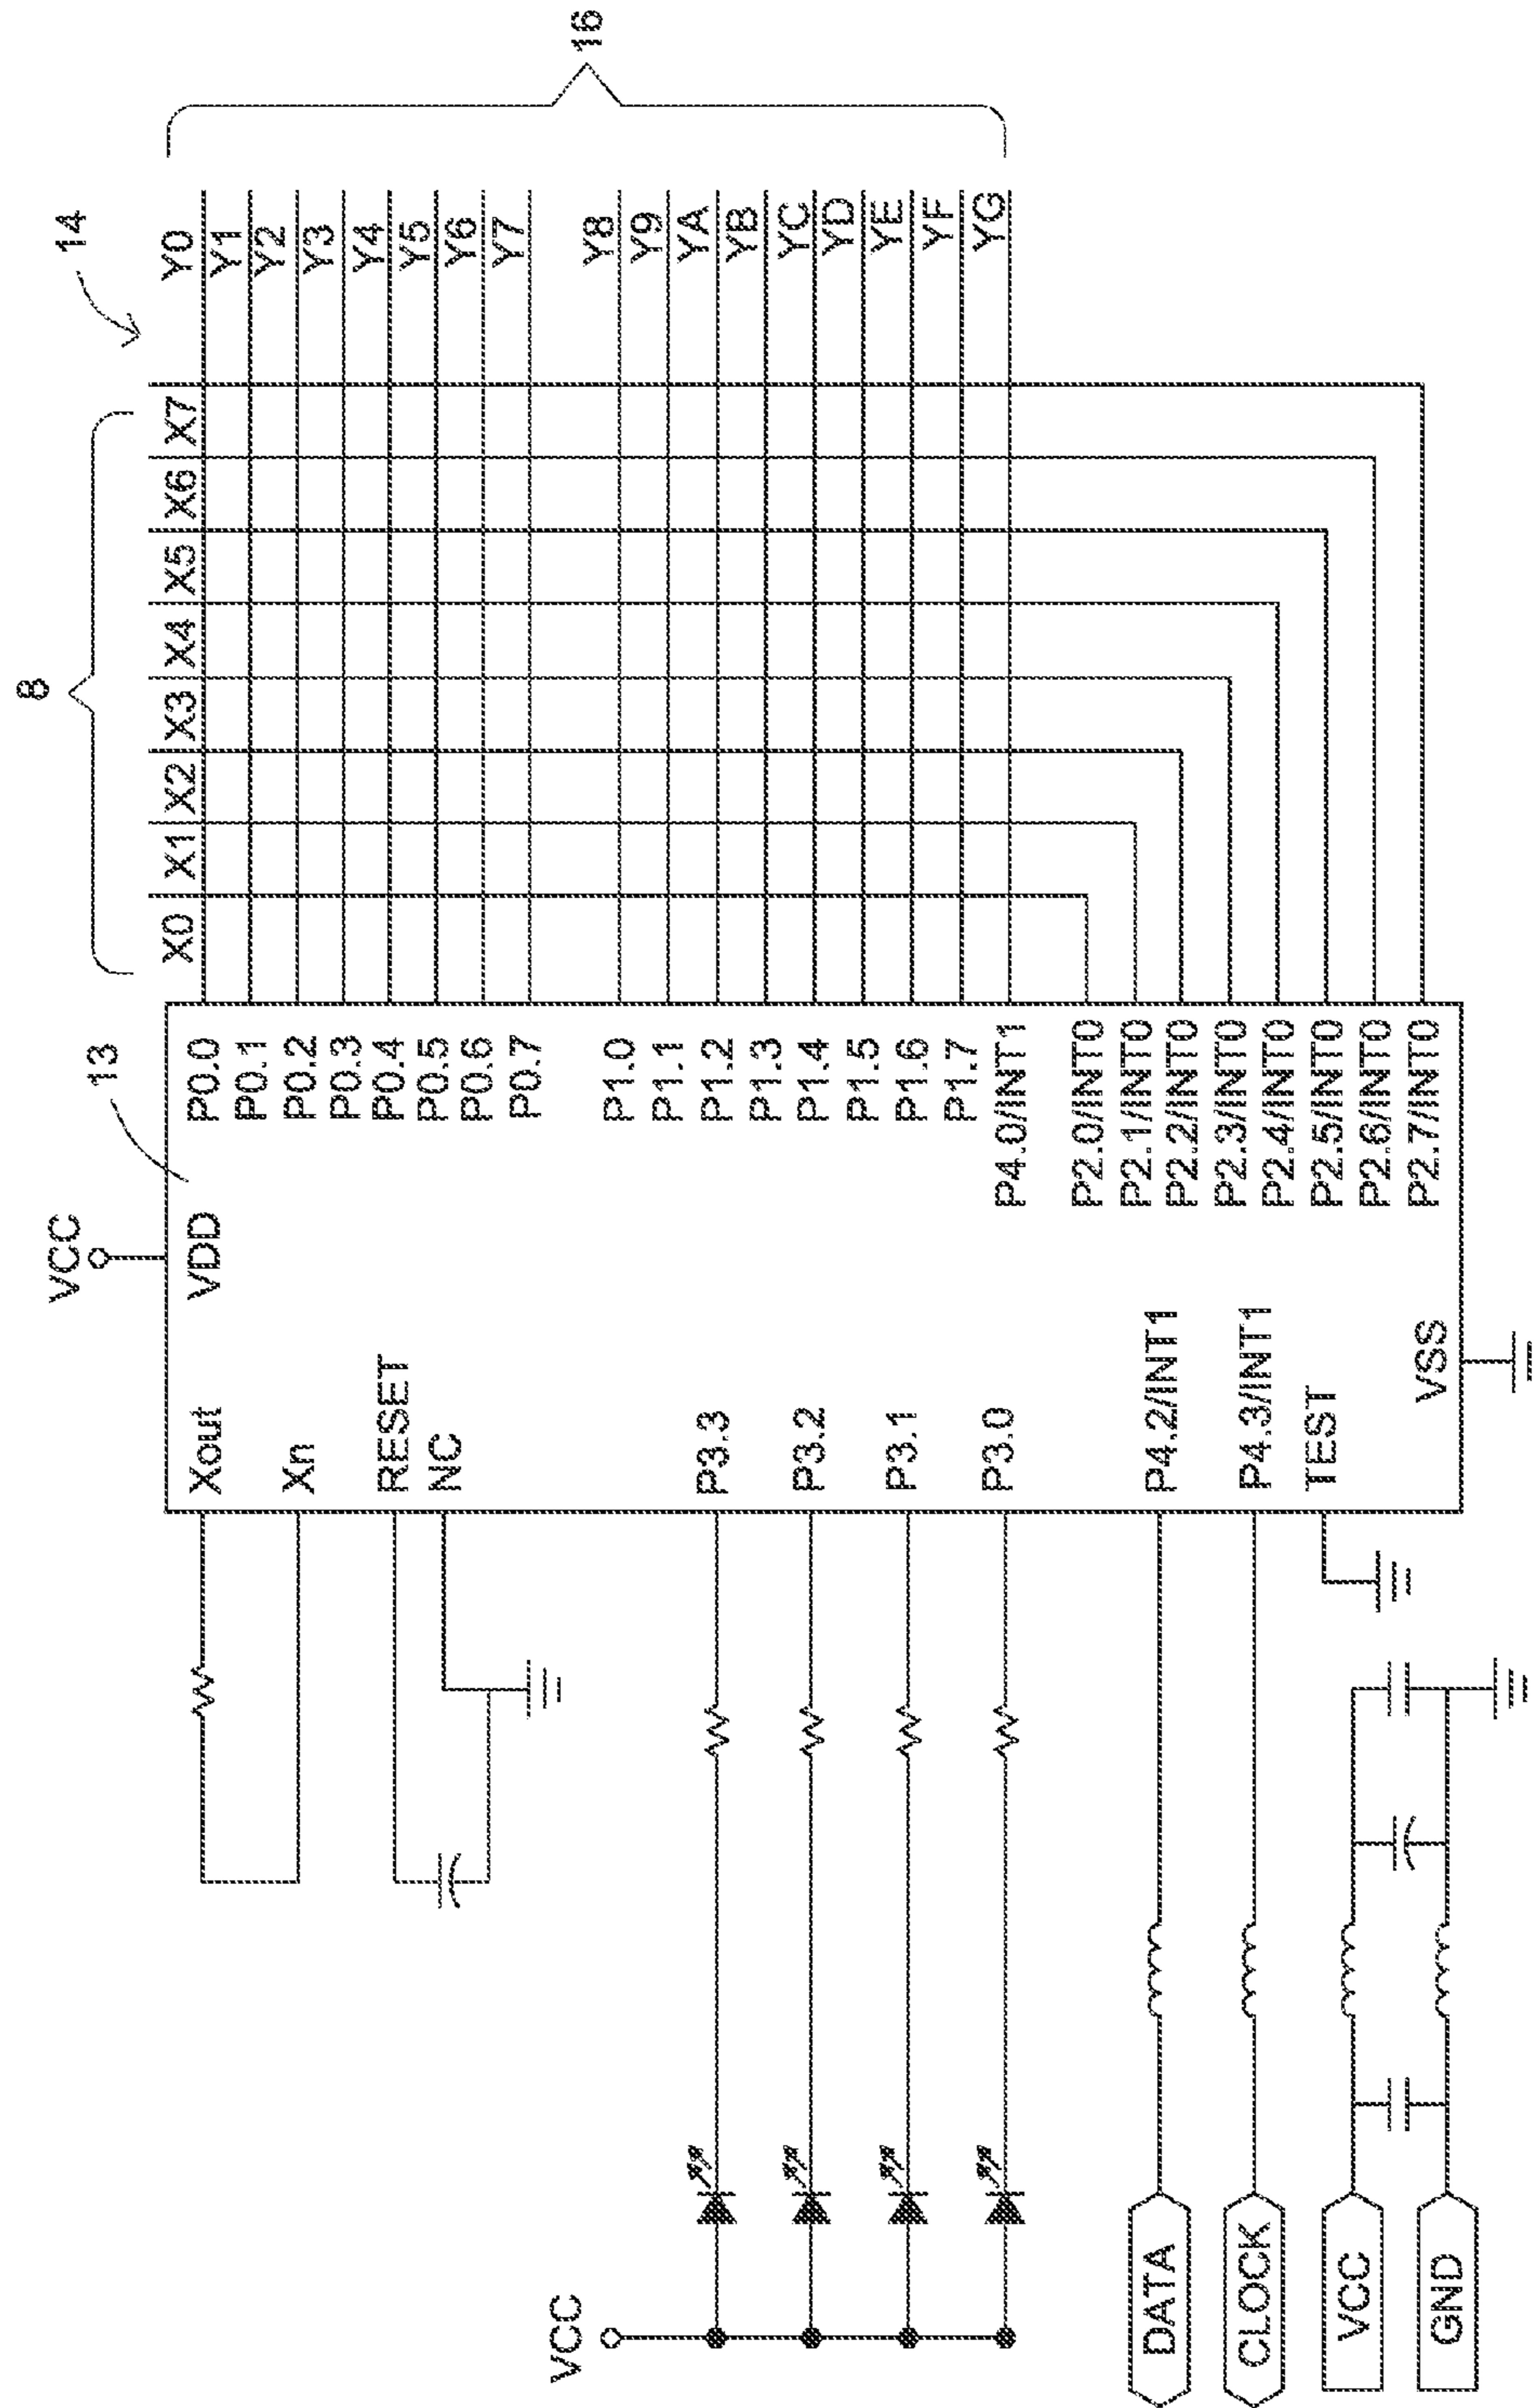 16
14
8
Y0
Y1
Y2
Y3
Y4
Y5
Y6
Y7
Y8
Y9
YA
YB
YC
YD
YE
YF
YG
X0 X1 X2 X3 X4 X5 X6 X7
13
VCC
VDD
Xout
Xn
RESET
NC
P3.3
P3.2
P3.1
P3.0
P4.2/INT1
P4.3/INT1
TEST
VSS
P0.0
P0.1
P0.2
P0.3
P0.4
P0.5
P0.6
P0.7
P1.0
P1.1
P1.2
P1.3
P1.4
P1.5
P1.6
P1.7
P4.0/INT1
P2.0/INT0
P2.1/INT0
P2.2/INT0
P2.3/INT0
P2.4/INT0
P2.5/INT0
P2.6/INT0
P2.7/INT0
VCC
DATA
CLOCK
VCC
GND